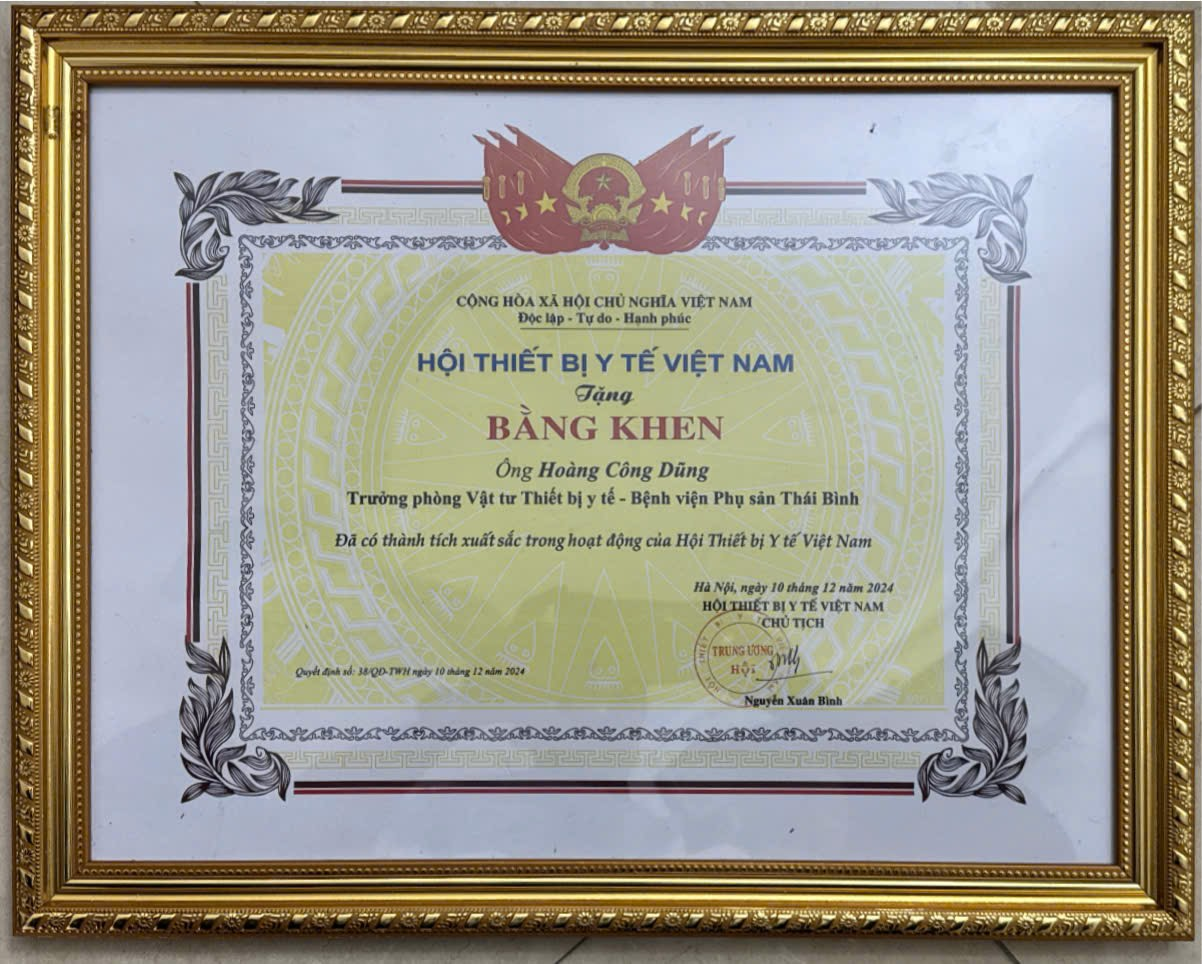 CỘNG HÒA XÃ HỘI CHỦ NGHĨA VIỆT NAM
Độc lập - Tự do - Hạnh phúc
HỘI THIẾT BỊ Y TẾ VIỆT NAM
Tặng
BẰNG KHEN
Ông Hoàng Công Dũng
Trưởng phòng Vật tư Thiết bị y tế - Bệnh viện Phụ sản Thái Bình
Đã có thành tích xuất sắc trong hoạt động của Hội Thiết bị Y tế Việt Nam
Hà Nội, ngày 10 tháng 12 năm 2024
HỘI THIẾT BỊ Y TẾ VIỆT NAM
CHỦ TỊCH
TRUNG ƯƠNG
HỘI
Quyết định số: 38/QĐ-TWH ngày 10 tháng 12 năm 2024
Nguyễn Xuân Bình